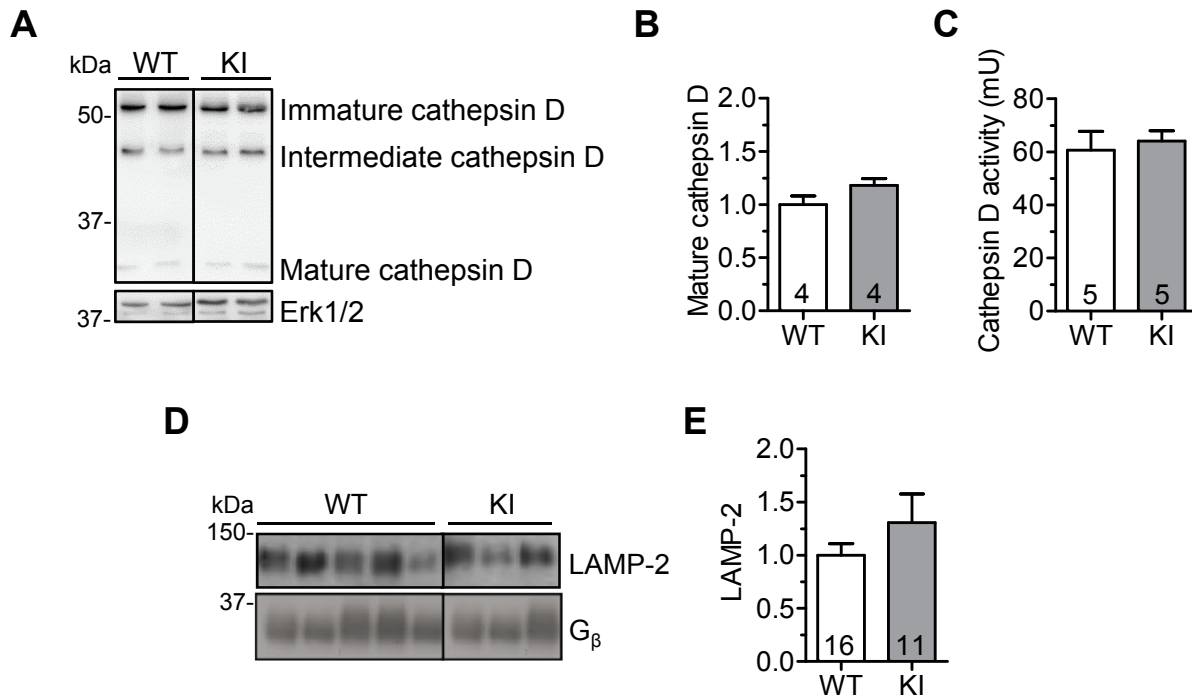 A
kDa
WT
KI
50-
37-
Immature cathepsin D
Intermediate cathepsin D
Mature cathepsin D
37-
Erk1/2
B
Mature cathepsin D
2.0
1.5
1.0
0.5
0.0
4
4
WT
KI
C
Cathepsin D activity (mU)
80
60
40
20
0
5
5
WT
KI
D
kDa
WT
KI
150-
LAMP-2
37-
Gβ
E
LAMP-2
2.0
1.5
1.0
0.5
0.0
16
11
WT
KI